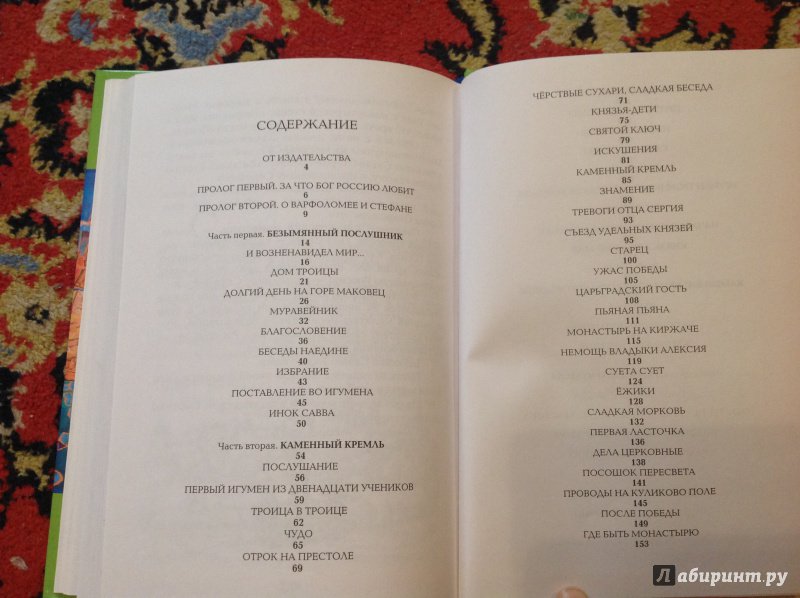 СОДЕРЖАНИЕ
ОТ ИЗДАТЕЛЬСТВА
4
ПРОЛОГ ПЕРВЫЙ. ЗА ЧТО БОГ РОССИЮ ЛЮБИТ
6
ПРОЛОГ ВТОРОЙ. О ВАРФОЛОМЕЕ И СТЕФАНЕ
9
Часть первая. БЕЗЫМЯННЫЙ ПОСЛУШНИК
14
И ВОЗНЕНАВИДЕЛ МИР...
16
ДОМ ТРОИЦЫ
21
ДОЛГИЙ ДЕНЬ НА ГОРЕ МАКОВЕЦ
26
МУРАВЕЙНИК
32
БЛАГОСЛОВЕНИЕ
36
БЕСЕДЫ НАЕДИНЕ
40
ИЗБРАНИЕ
43
ПОСТАВЛЕНИЕ ВО ИГУМЕНА
45
ИНОК САВВА
50
Часть вторая. КАМЕННЫЙ КРЕМЛЬ
54
ПОСЛУШАНИЕ
56
ПЕРВЫЙ ИГУМЕН ИЗ ДВЕНАДЦАТИ УЧЕНИКОВ
59
ТРОИЦА В ТРОИЦЕ
62
ЧУДО
65
ОТРОК НА ПРЕСТОЛЕ
69
ЧЁРСТВЫЕ СУХАРИ, СЛАДКАЯ БЕСЕДА
71
КНЯЗЬЯ-ДЕТИ
75
СВЯТОЙ КЛЮЧ
79
ИСКУШЕНИЯ
81
КАМЕННЫЙ КРЕМЛЬ
85
ЗНАМЕНИЕ
89
ТРЕВОГИ ОТЦА СЕРГИЯ
93
СЪЕЗД УДЕЛЬНЫХ КНЯЗЕЙ
95
СТАРЕЦ
100
УЖАС ПОБЕДЫ
105
ЦАРЬГРАДСКИЙ ГОСТЬ
108
ПЬЯНАЯ ПЬЯНА
111
МОНАСТЫРЬ НА КИРЖАЧЕ
115
НЕМОЩЬ ВЛАДЫКИ АЛЕКСИЯ
119
СУЕТА СУЕТ
124
ЁЖИКИ
128
СЛАДКАЯ МОРКОВЬ
132
ПЕРВАЯ ЛАСТОЧКА
136
ДЕЛА ЦЕРКОВНЫЕ
138
ПОСОШОК ПЕРЕСВЕТА
141
ПРОВОДЫ НА КУЛИКОВО ПОЛЕ
145
ПОСЛЕ ПОБЕДЫ
149
ГДЕ БЫТЬ МОНАСТЫРЮ
153
Лабиринт.ру